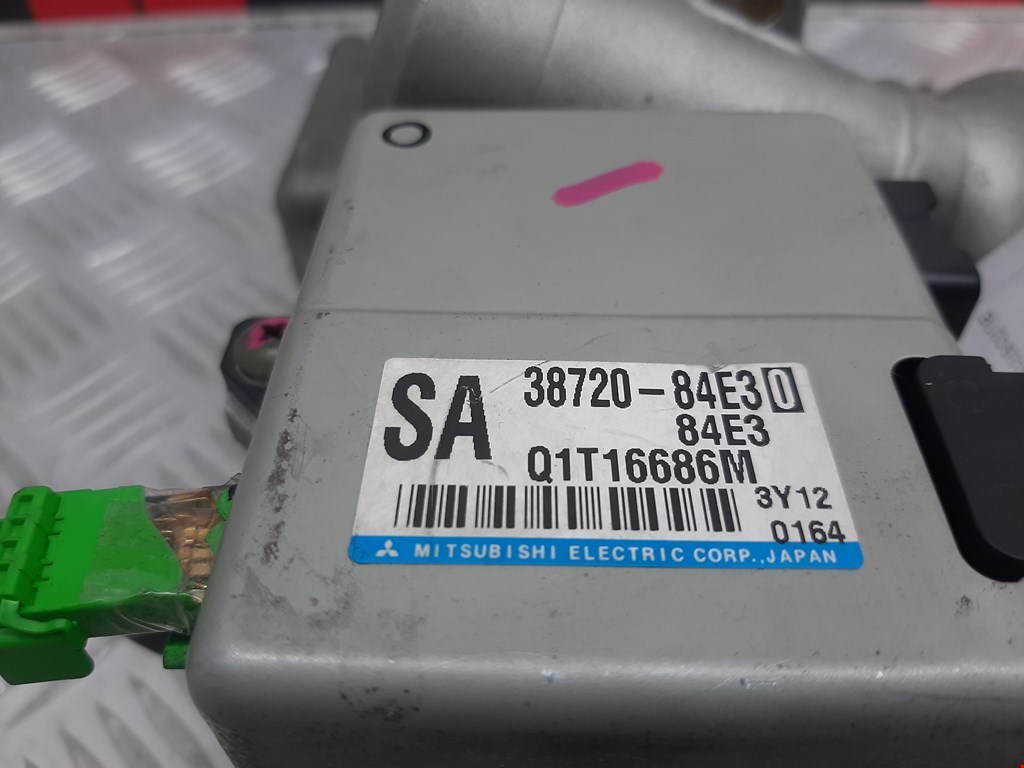 SA 38720-84E30
84E3
Q1T16686M
3Y12
0164
MITSUBISHI ELECTRIC CORP., JAPAN